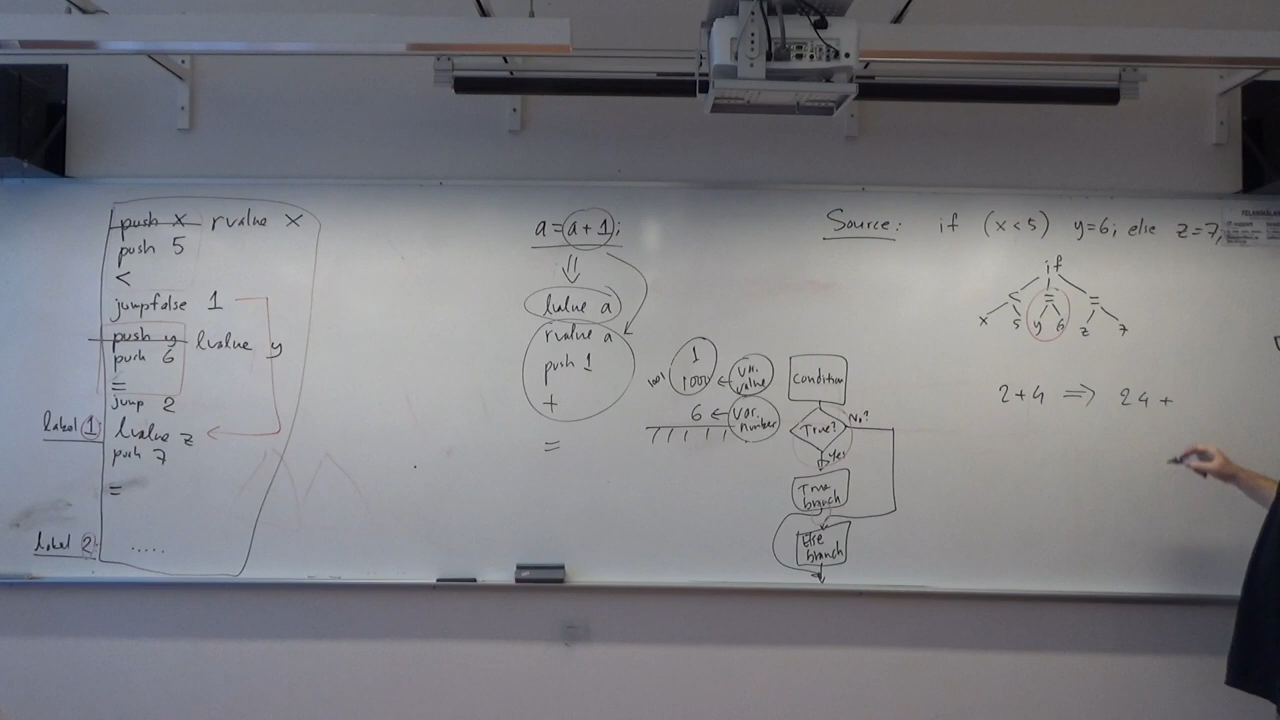 push x rvalue x
push 5
<
jumpfalse 1
push y lvalue y
push 6
=
jump 2
label 1 lvalue z
push 7
=
label 2 .....
a=a+1;
⇓
lvalue a
rvalue a
push 1
+
=
1
1001 1000 ← var. value
6 ← var. number
Condition
True? No?
Yes
True branch
Else branch
Source: if (x<5) y=6; else z=7;
if
< = =
x 5 y 6 z 7
2+4 ⇒ 2 4 +